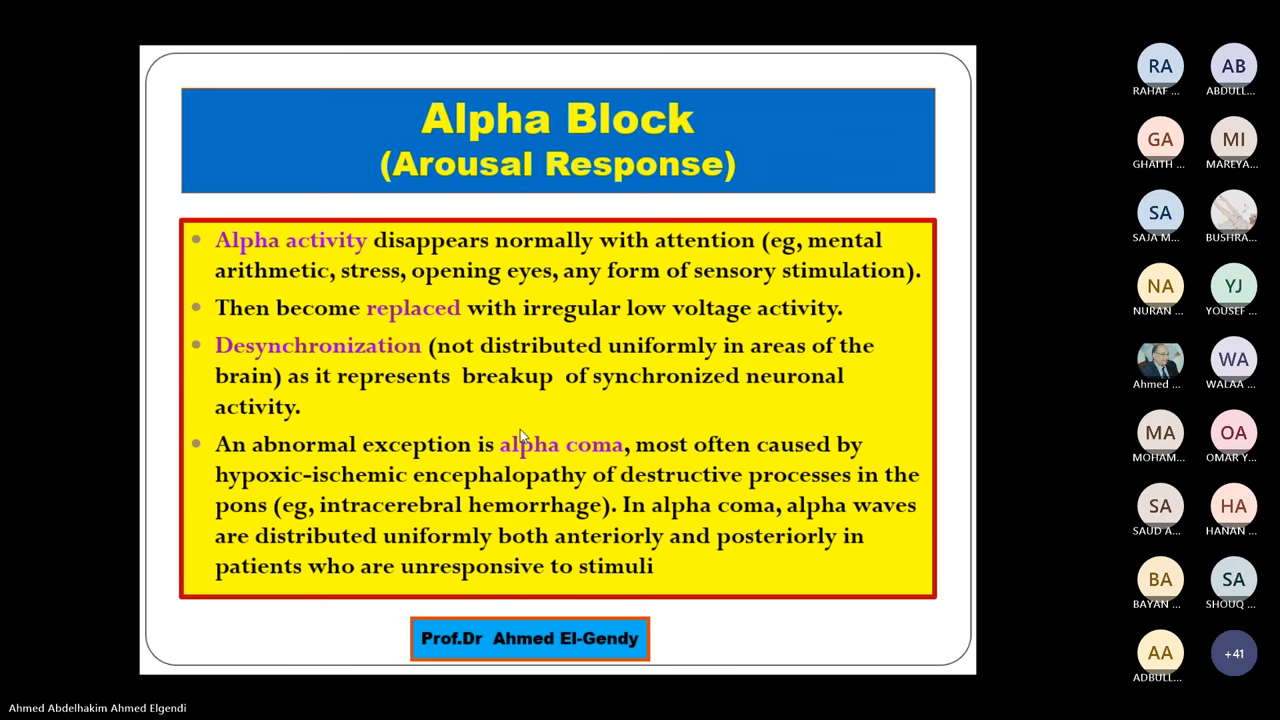 Alpha Block
(Arousal Response)
• Alpha activity disappears normally with attention (eg, mental
arithmetic, stress, opening eyes, any form of sensory stimulation).
• Then become replaced with irregular low voltage activity.
• Desynchronization (not distributed uniformly in areas of the
brain) as it represents breakup of synchronized neuronal
activity.
• An abnormal exception is alpha coma, most often caused by
hypoxic-ischemic encephalopathy of destructive processes in the
pons (eg, intracerebral hemorrhage). In alpha coma, alpha waves
are distributed uniformly both anteriorly and posteriorly in
patients who are unresponsive to stimuli
Prof.Dr Ahmed El-Gendy
Ahmed Abdelhakim Ahmed Elgendi
RA AB
RAHAF ... ABDULL...
GA MI
GHAITH ... MAREYA...
SA
SAJA M... BUSHRA...
NA YJ
NURAN ... YOUSEF ...
WA
Ahmed ... WALAA ...
MA OA
MOHAM... OMAR Y...
SA HA
SAUD A... HANAN ...
BA SA
BAYAN ... SHOUQ ...
AA +41
ADBULL...